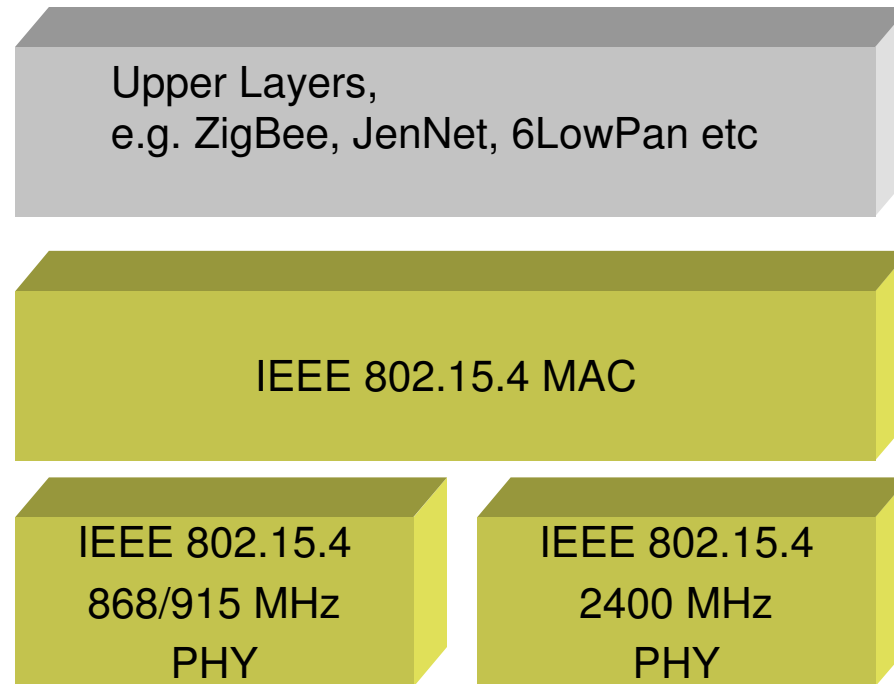 Upper Layers,
e.g. ZigBee, JenNet, 6LowPan etc
IEEE 802.15.4 MAC
IEEE 802.15.4
868/915 MHz
PHY
IEEE 802.15.4
2400 MHz
PHY